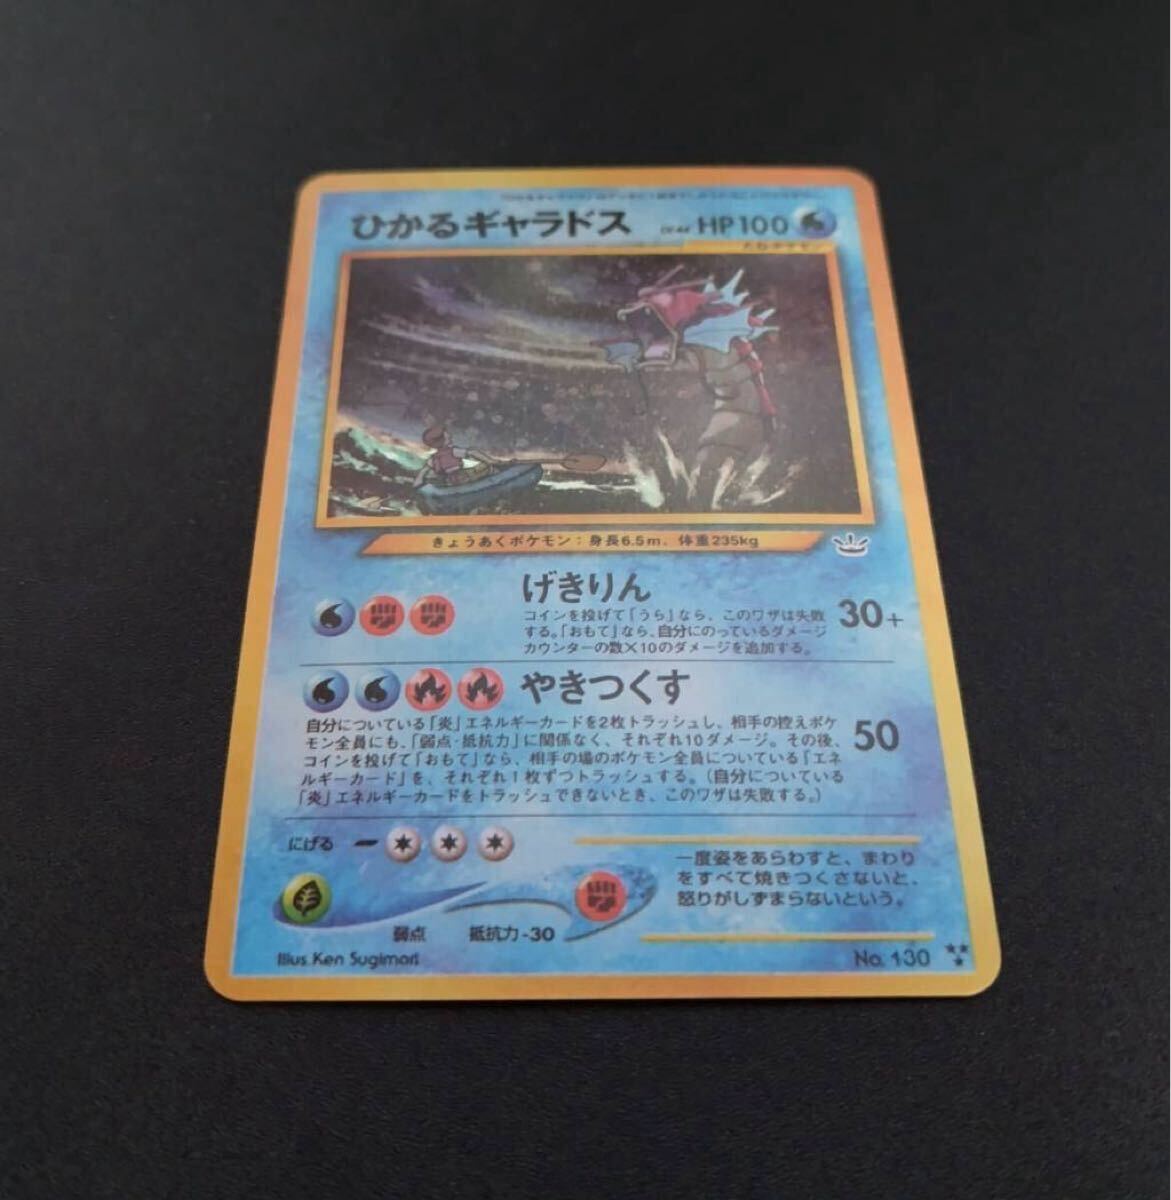 ひかるギャラドス LV.44 HP100
きょうあくポケモン：身長6.5m、体重235kg
げきりん
コインを投げて「うら」なら、このワザは失敗
する。「おもて」なら、自分にのっているダメージ
カウンターの数×10のダメージを追加する。
30+
やきつくす
自分についている「炎」エネルギーカードを2枚トラッシュし、相手の控えポケ
モン全員にも、「弱点・抵抗力」に関係なく、それぞれ10ダメージ。その後、
コインを投げて「おもて」なら、相手の場のポケモン全員についている「エネ
ルギーカード」を、それぞれ1枚ずつトラッシュする。（自分についている
「炎」エネルギーカードをトラッシュできないとき、このワザは失敗する。）
50
にげる
弱点 抵抗力 -30
一度姿をあらわすと、まわり
をすべて焼きつくさないと、
怒りがしずまらないという。
Illus. Ken Sugimori
No. 130